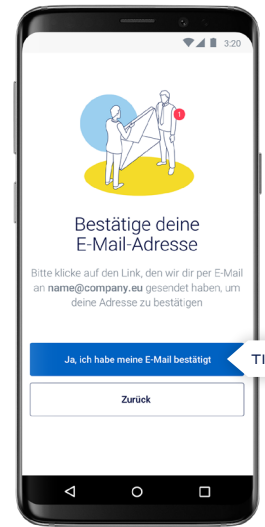 3:20
1
Bestätige deine
E-Mail-Adresse
Bitte klicke auf den Link, den wir dir per E-Mail
an name@company.eu gesendet haben, um
deine Adresse zu bestätigen
Ja, ich habe meine E-Mail bestätigt
Zurück